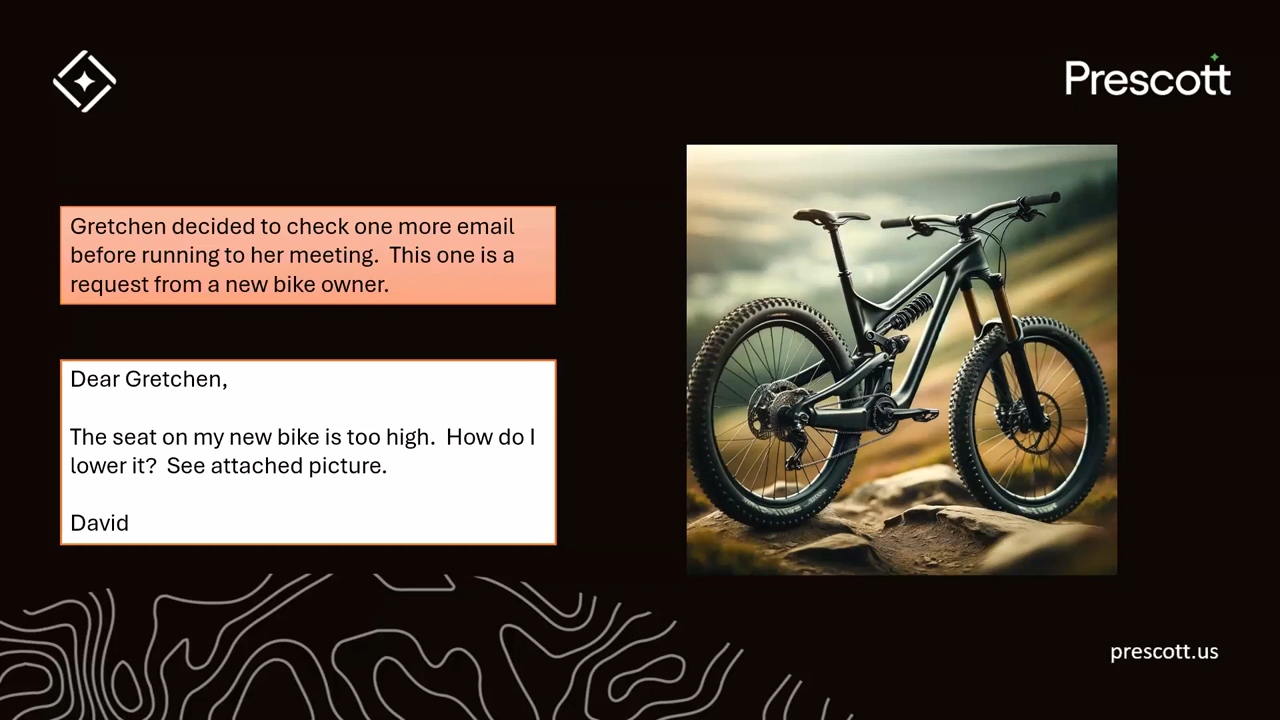 Prescott
Gretchen decided to check one more email
before running to her meeting.  This one is a
request from a new bike owner.
Dear Gretchen,
The seat on my new bike is too high.  How do I
lower it?  See attached picture.
David
prescott.us